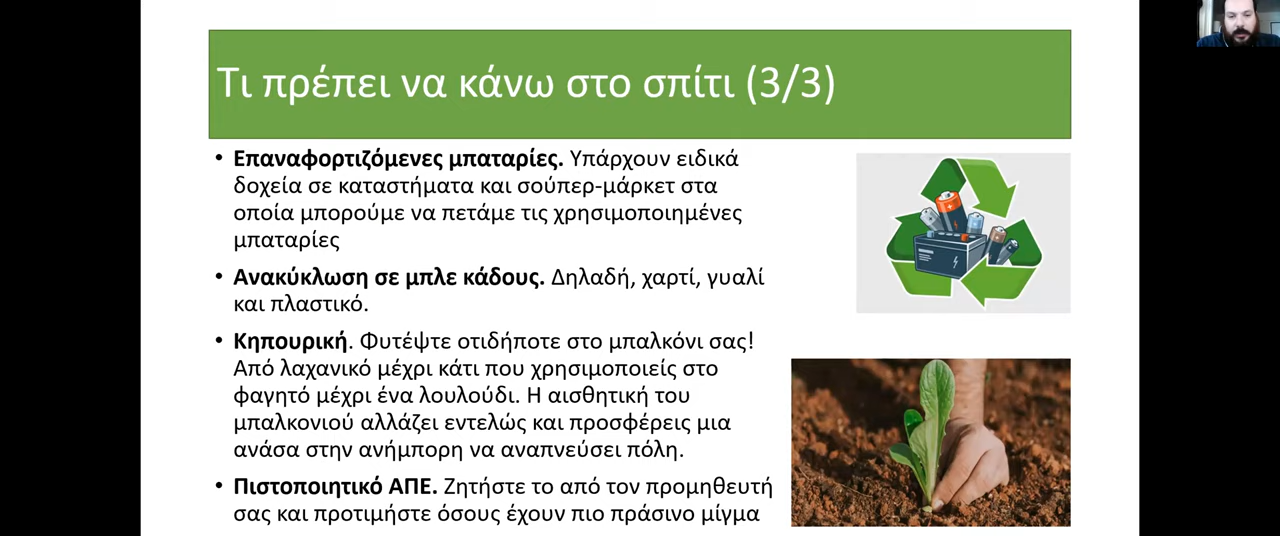 Τι πρέπει να κάνω στο σπίτι (3/3)
• Επαναφορτιζόμενες μπαταρίες. Υπάρχουν ειδικά
δοχεία σε καταστήματα και σούπερ-μάρκετ στα
οποία μπορούμε να πετάμε τις χρησιμοποιημένες
μπαταρίες
• Ανακύκλωση σε μπλε κάδους. Δηλαδή, χαρτί, γυαλί
και πλαστικό.
• Κηπουρική. Φυτέψτε οτιδήποτε στο μπαλκόνι σας!
Από λαχανικό μέχρι κάτι που χρησιμοποιείς στο
φαγητό μέχρι ένα λουλούδι. Η αισθητική του
μπαλκονιού αλλάζει εντελώς και προσφέρεις μια
ανάσα στην ανήμπορη να αναπνεύσει πόλη.
• Πιστοποιητικό ΑΠΕ. Ζητήστε το από τον προμηθευτή
σας και προτιμήστε όσους έχουν πιο πράσινο μίγμα